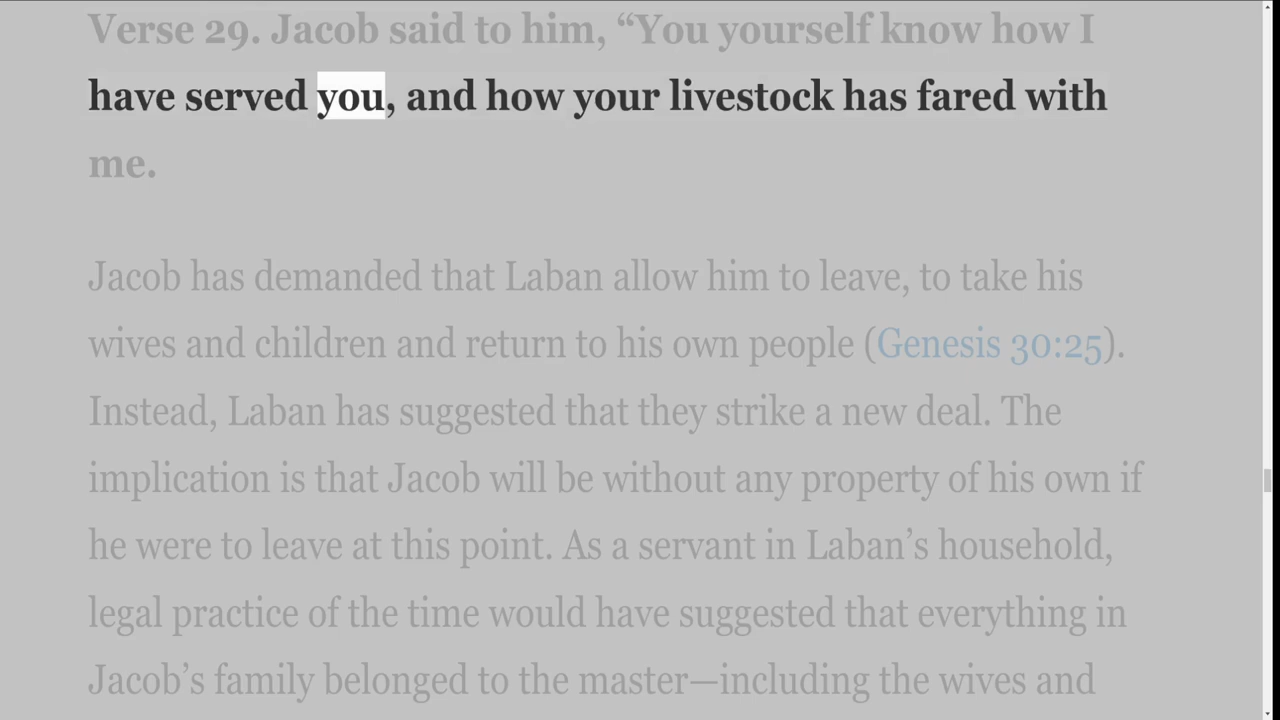 Verse 29. Jacob said to him, “You yourself know how I
have served you, and how your livestock has fared with
me.
Jacob has demanded that Laban allow him to leave, to take his
wives and children and return to his own people (Genesis 30:25).
Instead, Laban has suggested that they strike a new deal. The
implication is that Jacob will be without any property of his own if
he were to leave at this point. As a servant in Laban’s household,
legal practice of the time would have suggested that everything in
Jacob’s family belonged to the master—including the wives and